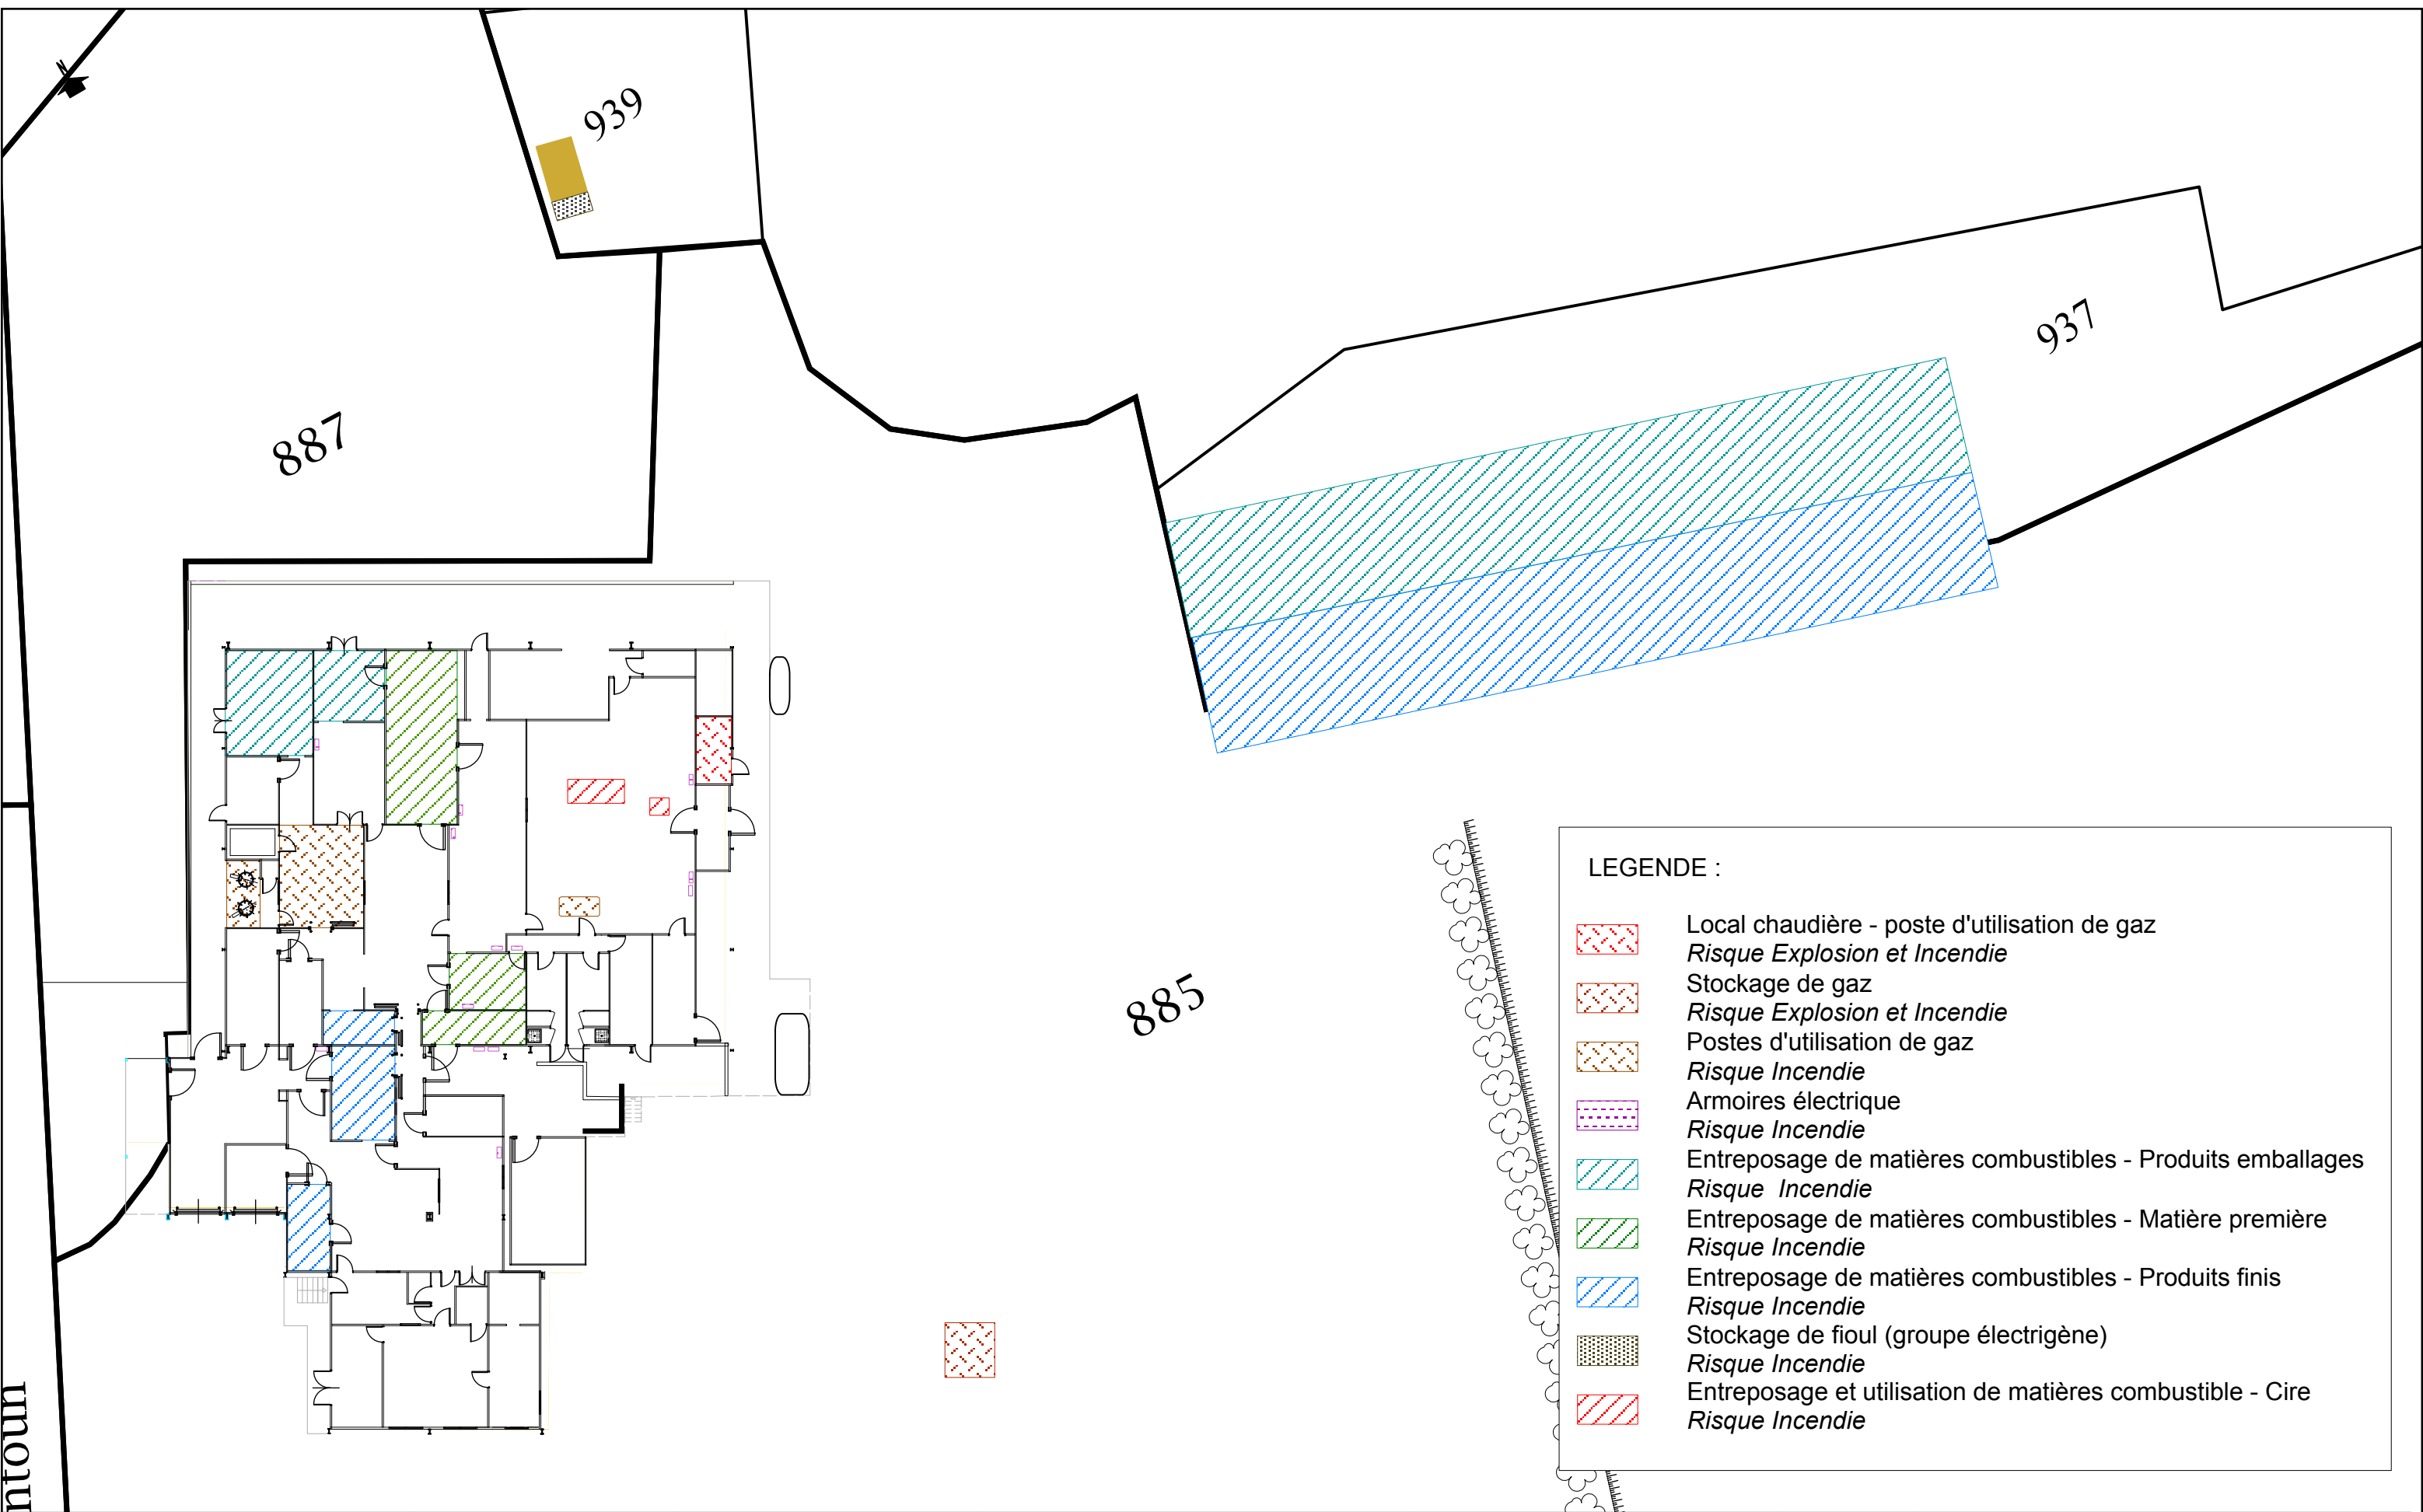 N
939
937
887
885
ntoun
LEGENDE :
Local chaudière - poste d'utilisation de gaz
Risque Explosion et Incendie
Stockage de gaz
Risque Explosion et Incendie
Postes d'utilisation de gaz
Risque Incendie
Armoires électrique
Risque Incendie
Entreposage de matières combustibles - Produits emballages
Risque Incendie
Entreposage de matières combustibles - Matière première
Risque Incendie
Entreposage de matières combustibles - Produits finis
Risque Incendie
Stockage de fioul (groupe électrigène)
Risque Incendie
Entreposage et utilisation de matières combustible - Cire
Risque Incendie